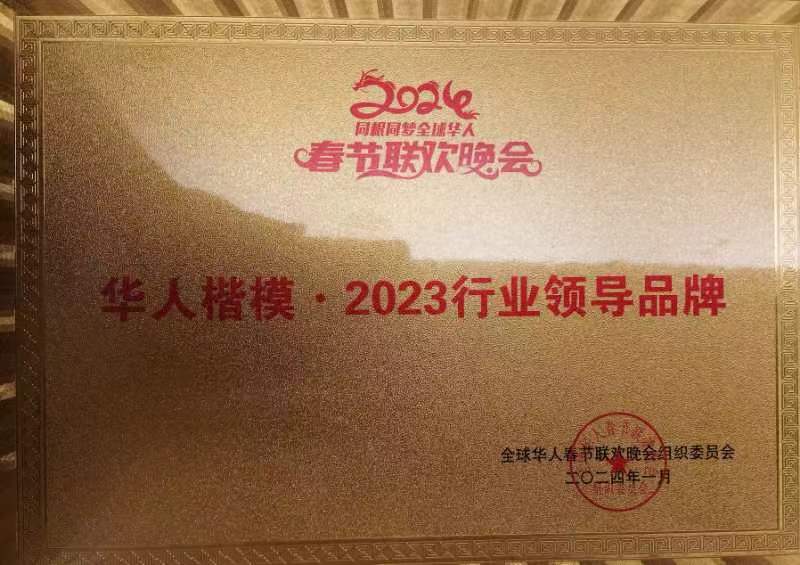 2024
同根同梦全球华人
春节联欢晚会
华人楷模·2023行业领导品牌
全球华人春节联欢晚会组织委员会
二〇二四年一月